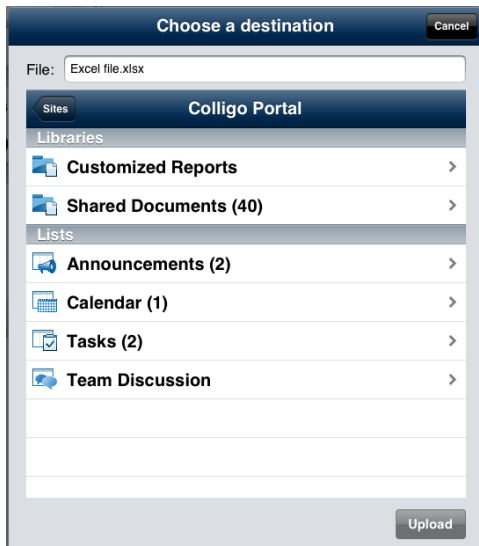 Choose a destination
Cancel
File: Excel file.xlsx
Sites
Colligo Portal
Libraries
Customized Reports
Shared Documents (40)
Lists
Announcements (2)
Calendar (1)
Tasks (2)
Team Discussion
Upload